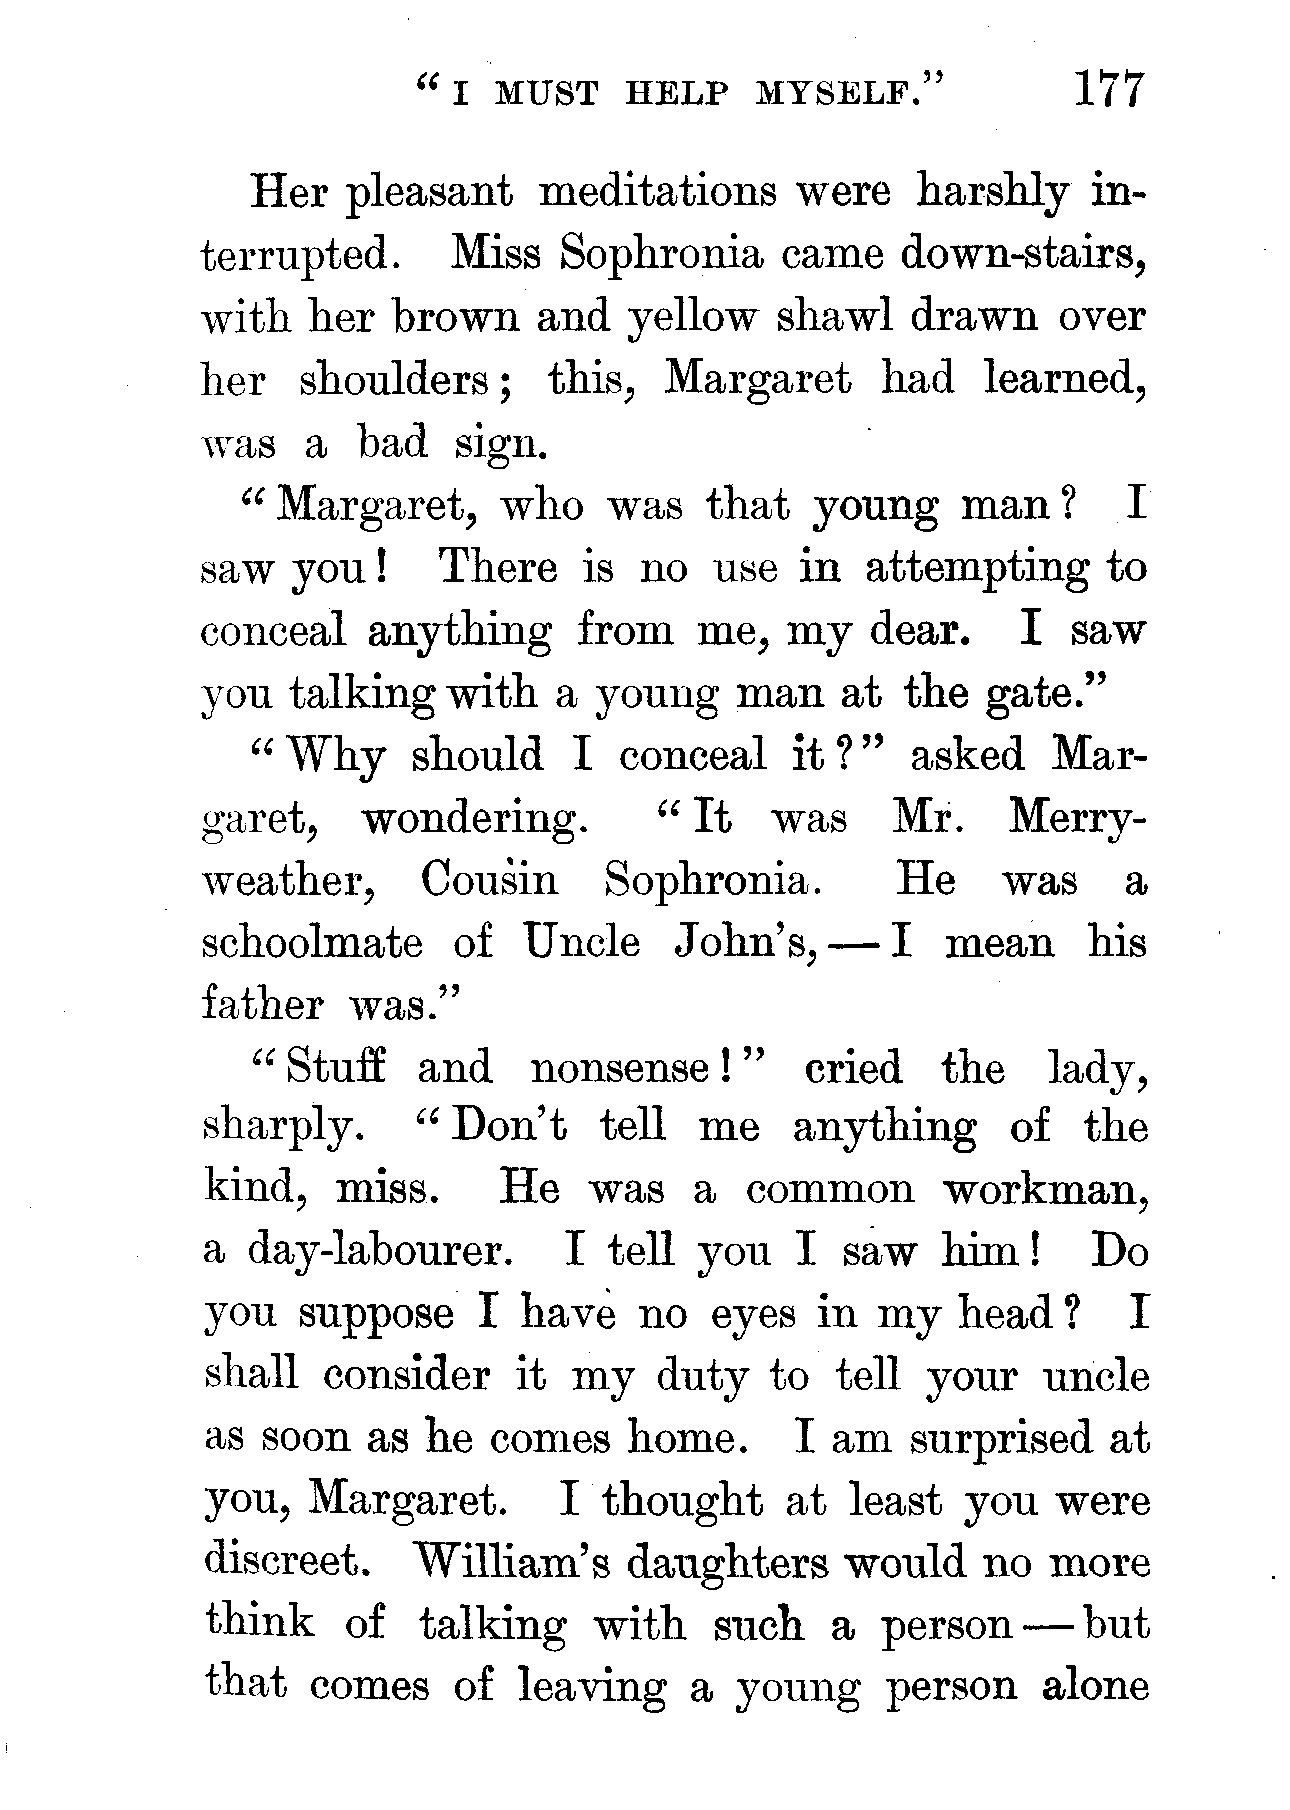 “ I MUST HELP MYSELF.” 177
Her pleasant meditations were harshly in-
terrupted. Miss Sophronia came down-stairs,
with her brown and yellow shawl drawn over
her shoulders ; this, Margaret had learned,
was a bad sign.
“ Margaret, who was that young man ? I
saw you ! There is no use in attempting to
conceal anything from me, my dear. I saw
you talking with a young man at the gate.”
“ Why should I conceal it ? ” asked Mar-
garet, wondering. “ It was Mr. Merry-
weather, Cousin Sophronia. He was a
schoolmate of Uncle John’s, — I mean his
father was.”
“ Stuff and nonsense ! ” cried the lady,
sharply. “ Don’t tell me anything of the
kind, miss. He was a common workman,
a day-labourer. I tell you I saw him ! Do
you suppose I have no eyes in my head ? I
shall consider it my duty to tell your uncle
as soon as he comes home. I am surprised at
you, Margaret. I thought at least you were
discreet. William’s daughters would no more
think of talking with such a person — but
that comes of leaving a young person alone